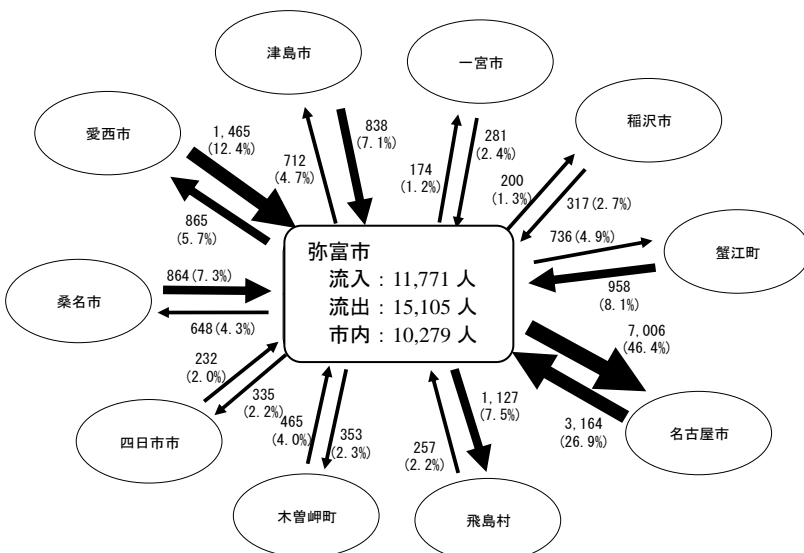 津島市
一宮市
稲沢市
愛西市
1,465
(12.4%)
838
(7.1%)
712
(4.7%)
281
(2.4%)
174
(1.2%)
200
(1.3%)
317(2.7%)
865
(5.7%)
736(4.9%)
蟹江町
958
(8.1%)
弥富市
流入：11,771 人
流出：15,105 人
市内：10,279 人
864(7.3%)
桑名市
648(4.3%)
7,006
(46.4%)
232
(2.0%)
335
(2.2%)
四日市市
465
(4.0%)
353
(2.3%)
1,127
(7.5%)
257
(2.2%)
3,164
(26.9%)
名古屋市
木曽岬町
飛島村